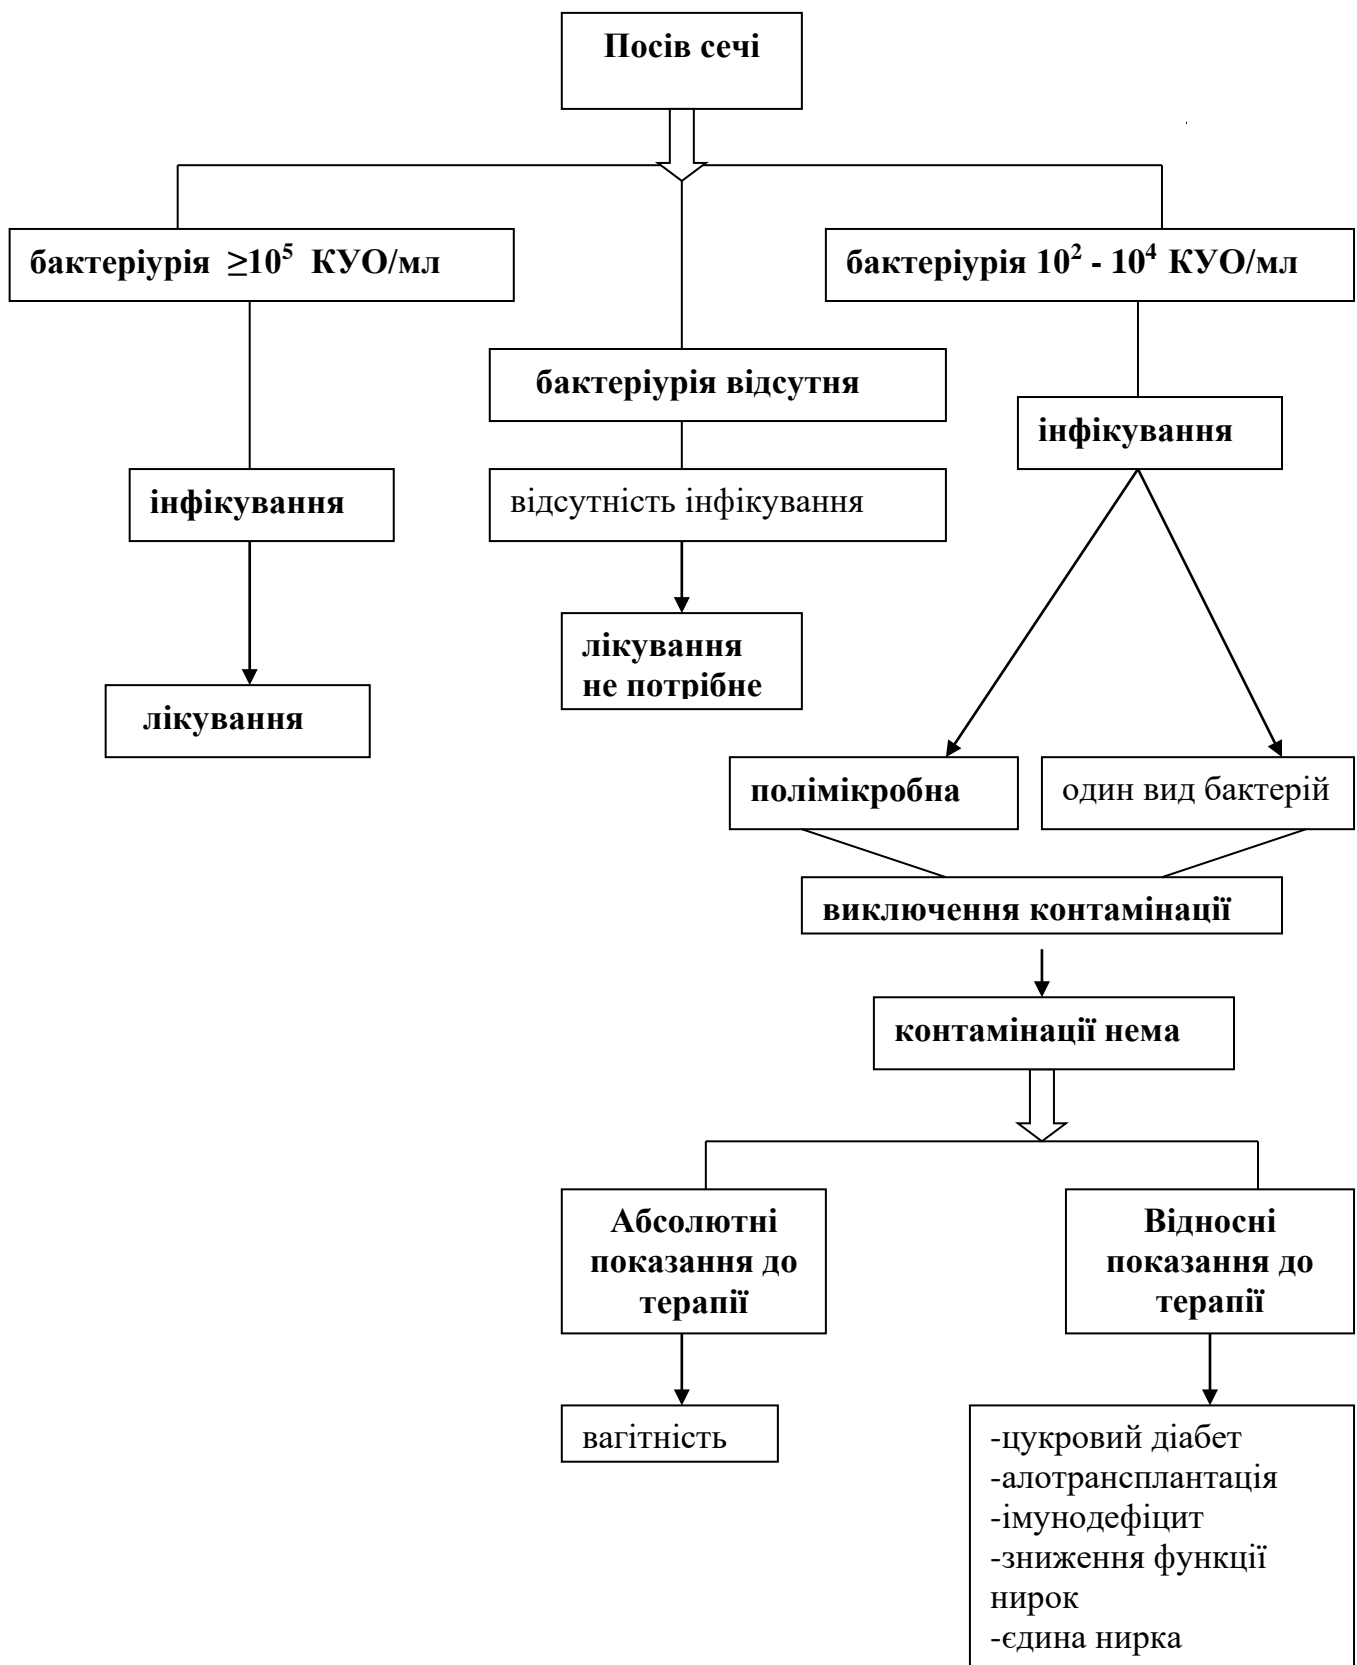 Посів сечі
бактеріурія ≥10⁵ КУО/мл
бактеріурія 10² - 10⁴ КУО/мл
бактеріурія відсутня
інфікування
інфікування
відсутність інфікування
лікування
не потрібне
лікування
полімікробна
один вид бактерій
виключення контамінації
контамінації нема
Абсолютні
показання до
терапії
Відносні
показання до
терапії
вагітність
-цукровий діабет
-алотрансплантація
-імунодефіцит
-зниження функції
нирок
-єдина нирка